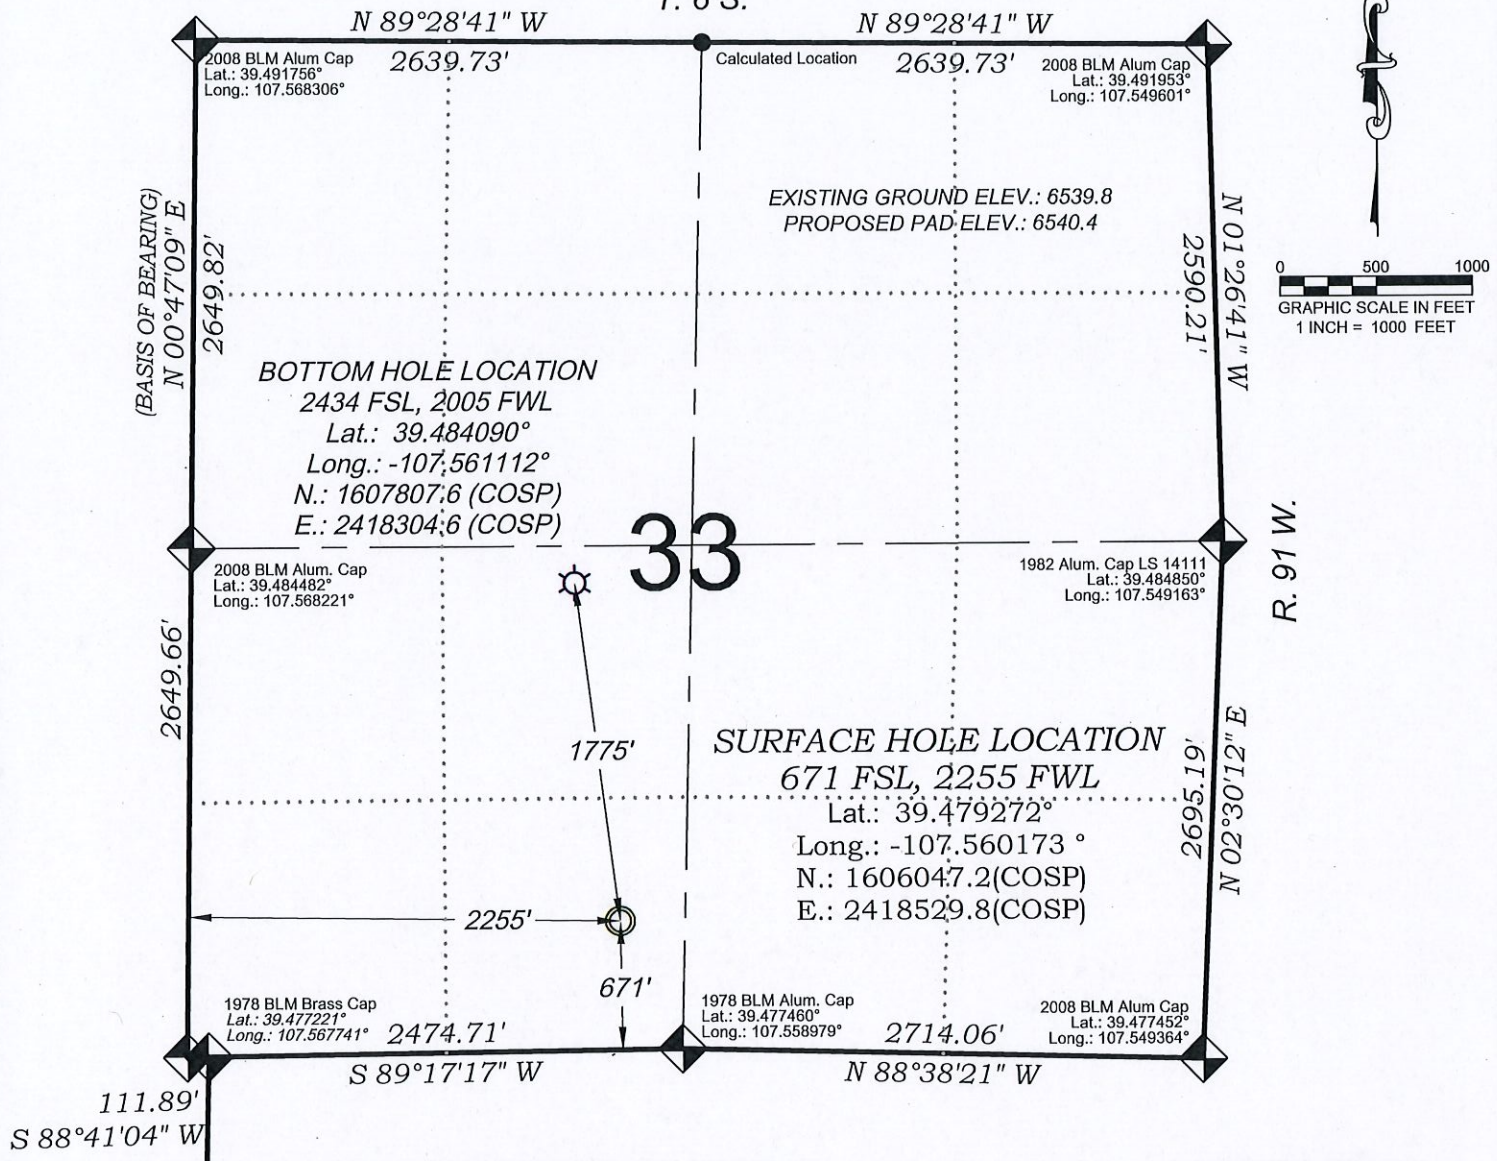 T. 6 S.
N 89°28'41" W
N 89°28'41" W
2639.73'
2639.73'
2008 BLM Alum Cap
Lat.: 39.491756°
Long.: 107.568306°
Calculated Location
2008 BLM Alum Cap
Lat.: 39.491953°
Long.: 107.549601°
EXISTING GROUND ELEV.: 6539.8
PROPOSED PAD ELEV.: 6540.4
(BASIS OF BEARING)
N 00°47'09" E
2649.82'
2590.21'
N 01°26'41" W
0 500 1000
GRAPHIC SCALE IN FEET
1 INCH = 1000 FEET
BOTTOM HOLE LOCATION
2434 FSL, 2005 FWL
Lat.: 39.484090°
Long.: -107.561112°
N.: 1607807.6 (COSP)
E.: 2418304.6 (COSP)
33
2008 BLM Alum. Cap
Lat.: 39.484482°
Long.: 107.568221°
1982 Alum. Cap LS 14111
Lat.: 39.484850°
Long.: 107.549163°
R. 91 W.
2649.66'
1775'
SURFACE HOLE LOCATION
671 FSL, 2255 FWL
Lat.: 39.479272°
Long.: -107.560173 °
N.: 1606047.2(COSP)
E.: 2418529.8(COSP)
2695.19'
N 02°30'12" E
2255'
671'
1978 BLM Brass Cap
Lat.: 39.477221°
Long.: 107.567741°
2474.71'
1978 BLM Alum. Cap
Lat.: 39.477460°
Long.: 107.558979°
2714.06'
2008 BLM Alum Cap
Lat.: 39.477452°
Long.: 107.549364°
S 89°17'17" W
N 88°38'21" W
111.89'
S 88°41'04" W